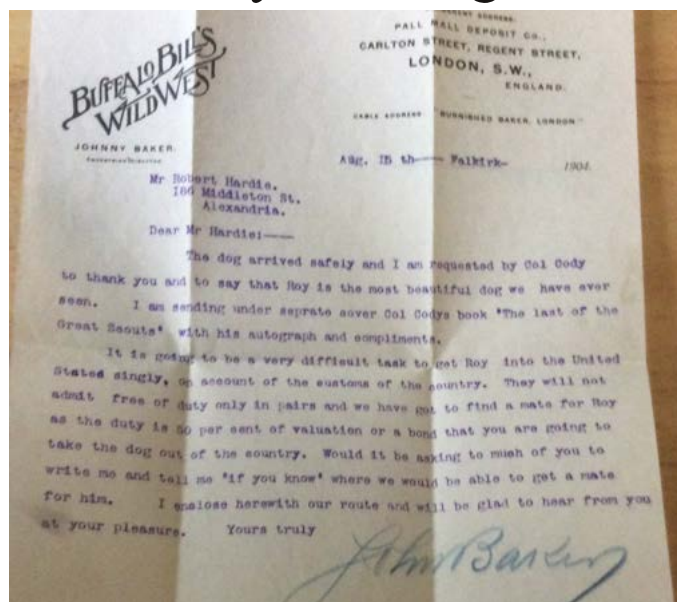 BUFFALO BILL'S
WILD WEST
JOHNNY BAKER.
PALL MALL DEPOSIT CO.,
CARLTON STREET, REGENT STREET,
LONDON, S.W.,
ENGLAND.
CABLE ADDRESS "BURNISHED BAKER, LONDON"
Aug. 15 th---- Falkirk- 1904.
Mr Robert Hardie.
186 Middleton St.
Alexandria.
Dear Mr Hardie:----
The dog arrived safely and I am requested by Col Cody
to thank you and to say that Roy is the most beautiful dog we have ever
seen. I am sending under seprate cover Col Codys book "The last of the
Great Scouts" with his autograph and compliments.
It is going to be a very difficult task to get Roy into the United
States singly, on account of the customs of the country. They will not
admit free of duty only in pairs and we have got to find a mate for Roy
as the duty is 50 per cent of valuation or a bond that you are going to
take the dog out of the country. Would it be asking to much of you to
write me and tell me "if you know" where we would be able to get a mate
for him. I enclose herewith our route and will be glad to hear from you
at your pleasure. Yours truly
John Baker